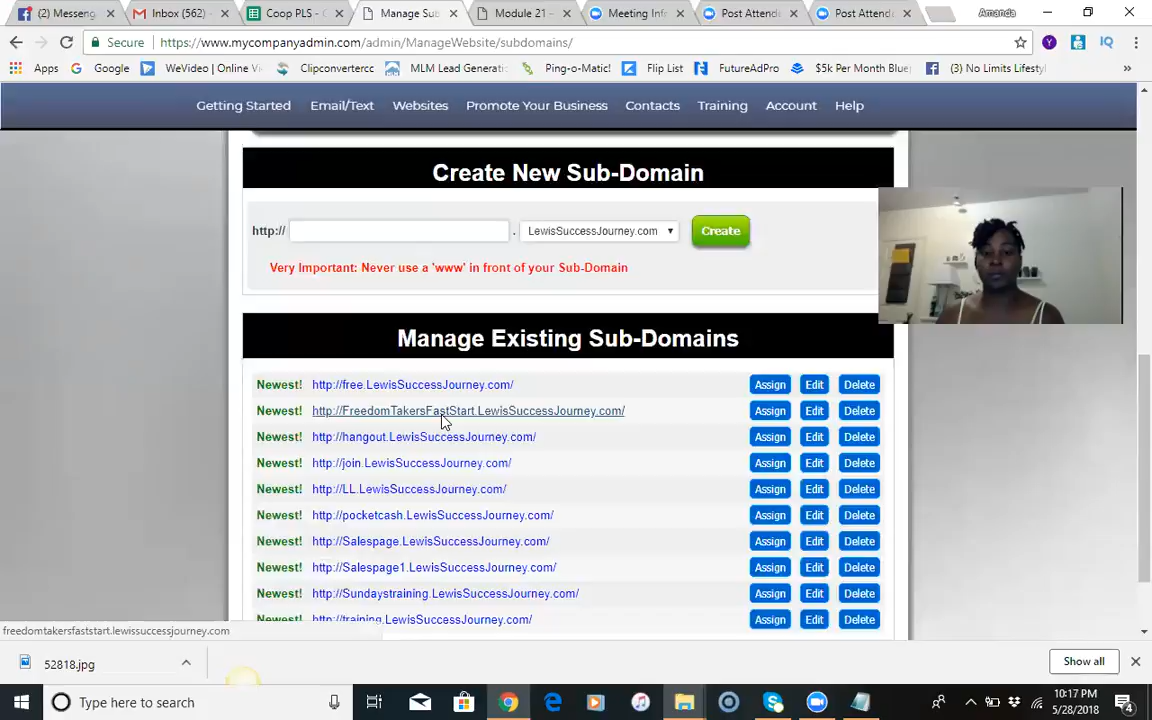 (2) Messeng
Inbox (562)
Coop PLS -
Manage Sub
Module 21 -
Meeting Info
Post Attende
Post Attende
Amanda
Secure
https://www.mycompanyadmin.com/admin/ManageWebsite/subdomains/
Apps
Google
WeVideo | Online Vi
Clipconvertercc
MLM Lead Generati
Ping-o-Matic!
Flip List
FutureAdPro
$5k Per Month Blue
(3) No Limits Lifesty
»
Getting Started Email/Text Websites Promote Your Business Contacts Training Account Help
Create New Sub-Domain
http:// . LewisSuccessJourney.com Create
Very Important: Never use a 'www' in front of your Sub-Domain
Manage Existing Sub-Domains
Newest! http://free.LewisSuccessJourney.com/ Assign Edit Delete
Newest! http://FreedomTakersFastStart.LewisSuccessJourney.com/ Assign Edit Delete
Newest! http://hangout.LewisSuccessJourney.com/ Assign Edit Delete
Newest! http://join.LewisSuccessJourney.com/ Assign Edit Delete
Newest! http://LL.LewisSuccessJourney.com/ Assign Edit Delete
Newest! http://pocketcash.LewisSuccessJourney.com/ Assign Edit Delete
Newest! http://Salespage.LewisSuccessJourney.com/ Assign Edit Delete
Newest! http://Salespage1.LewisSuccessJourney.com/ Assign Edit Delete
Newest! http://Sundaystraining.LewisSuccessJourney.com/ Assign Edit Delete
Newest! http://training.LewisSuccessJourney.com/ Assign Edit Delete
freedomtakersfaststart.lewissuccessjourney.com
52818.jpg
Show all
Type here to search
10:17 PM
5/28/2018
4